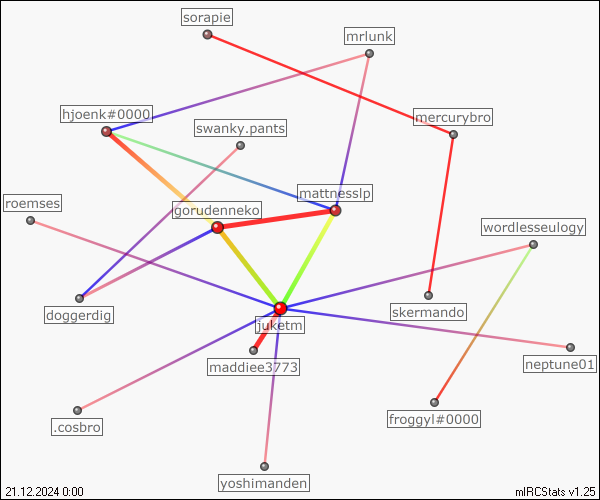 sorapie
mrlunk
hjoenk#0000
mercurybro
swanky.pants
mattnesslp
roemses
gorudenneko
wordlesseulogy
doggerdig
skermando
juketm
neptune01
maddiee3773
froggyl#0000
.cosbro
yoshimanden
21.12.2024 0:00
mIRCStats v1.25